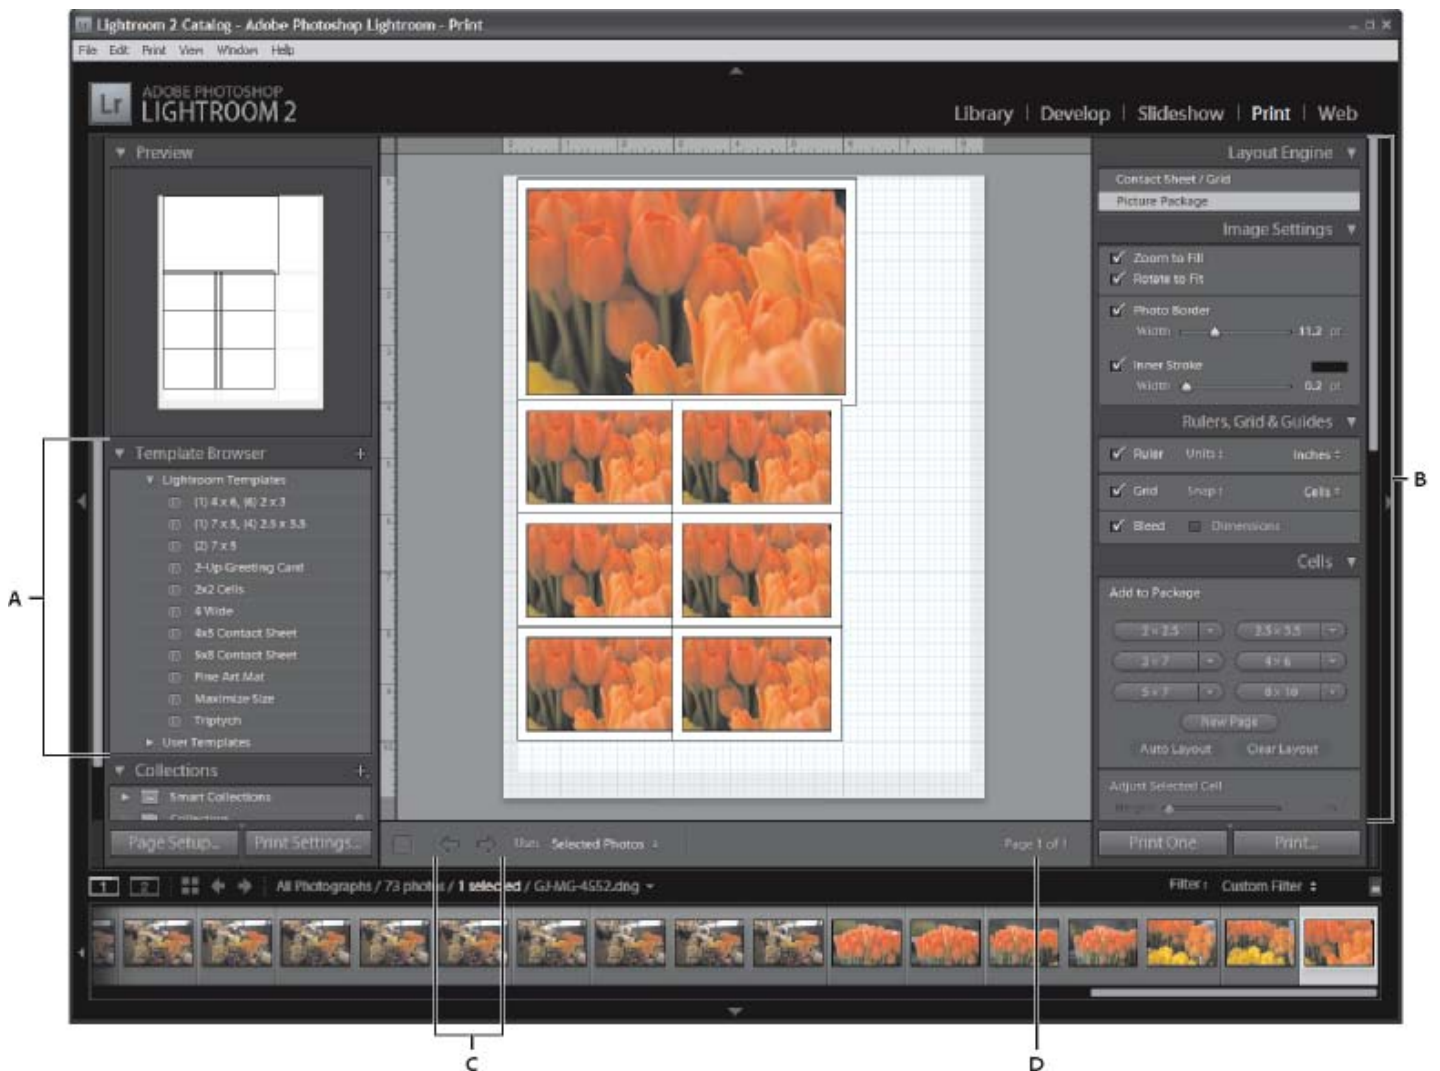 Lightroom 2 Catalog - Adobe Photoshop Lightroom - Print
File Edit Print View Window Help
Lr
ADOBE PHOTOSHOP
LIGHTROOM 2
Library | Develop | Slideshow | Print | Web
Preview
Template Browser
Lightroom Templates
(1) 4 x 6, (6) 2 x 3
(1) 7 x 5, (4) 2.5 x 3.5
(2) 7 x 5
2-Up Greeting Card
2x2 Cells
4 Wide
4x5 Contact Sheet
5x8 Contact Sheet
Fine Art Mat
Maximize Size
Triptych
User Templates
Collections
Smart Collections
Collection
Page Setup... Print Settings...
Layout Engine
Contact Sheet / Grid
Picture Package
Image Settings
Zoom to Fill
Rotate to Fit
Photo Border
Width 11.2 pt
Inner Stroke
Width 0.2 pt
Rulers, Grid & Guides
Ruler Units : Inches
Grid Snap : Cells
Bleed Dimensions
Cells
Add to Package
2 × 2.5 2.5 × 3.5
3 × 7 4 × 6
5 × 7 8 × 10
New Page
Auto Layout Clear Layout
Adjust Selected Cell
Height
Print One Print...
Use: Selected Photos
Page 1 of 1
1 2 All Photographs / 73 photos / 1 selected / GJ-MG-4552.dng
Filter : Custom Filter
A
B
C
D